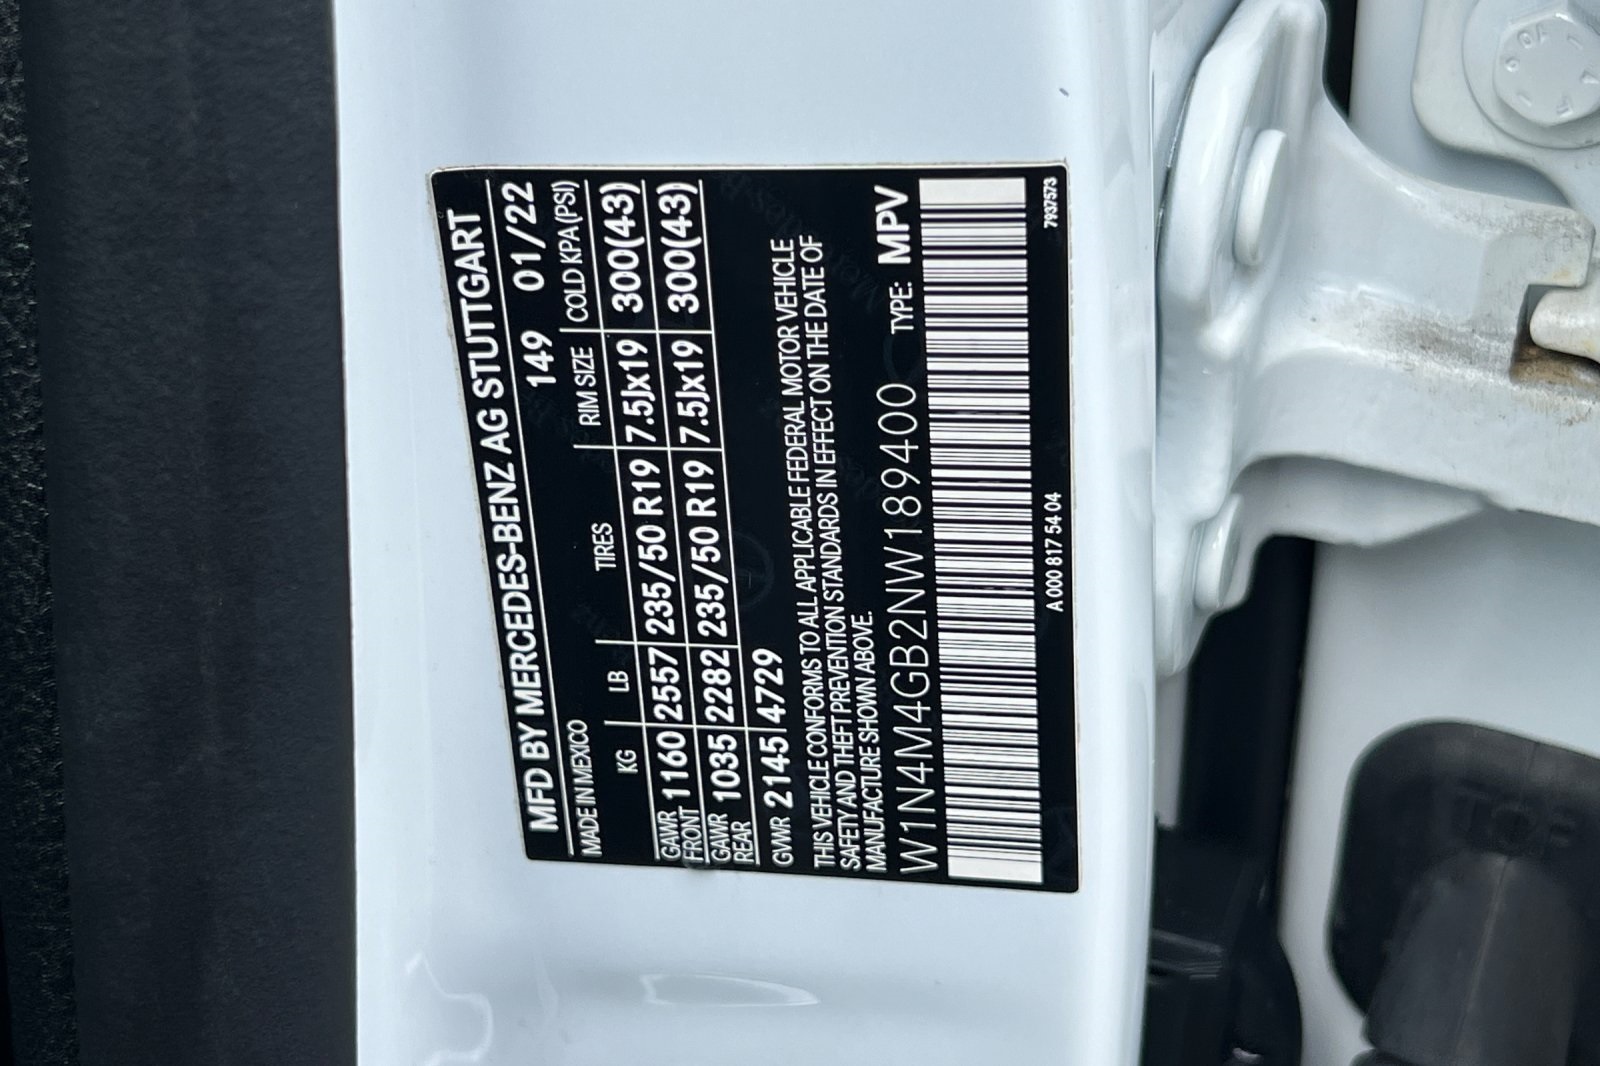 MFD BY MERCEDES-BENZ AG STUTTGART
MADE IN MEXICO 149 01/22
KG LB TIRES RIM SIZE COLD KPA (PSI)
GAWR FRONT 1160 2557 235/50 R19 7.5Jx19 300(43)
GAWR REAR 1035 2282 235/50 R19 7.5Jx19 300(43)
GVWR 2145 4729
THIS VEHICLE CONFORMS TO ALL APPLICABLE FEDERAL MOTOR VEHICLE
SAFETY AND THEFT PREVENTION STANDARDS IN EFFECT ON THE DATE OF
MANUFACTURE SHOWN ABOVE.
W1N4M4GB2NW189400 TYPE: MPV
A 000 817 54 04 7937573
TOP